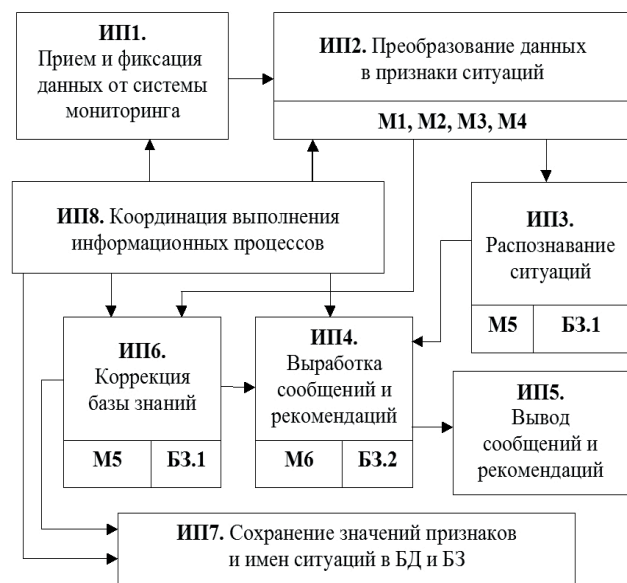 ИП1.
Прием и фиксация
данных от системы
мониторинга
ИП2. Преобразование данных
в признаки ситуаций
М1, М2, М3, М4
ИП8. Координация выполнения
информационных процессов
ИП3.
Распознавание
ситуаций
М5 БЗ.1
ИП6.
Коррекция
базы знаний
М5 БЗ.1
ИП4.
Выработка
сообщений и
рекомендаций
М6 БЗ.2
ИП5.
Вывод
сообщений и
рекомендаций
ИП7. Сохранение значений признаков
и имен ситуаций в БД и БЗ